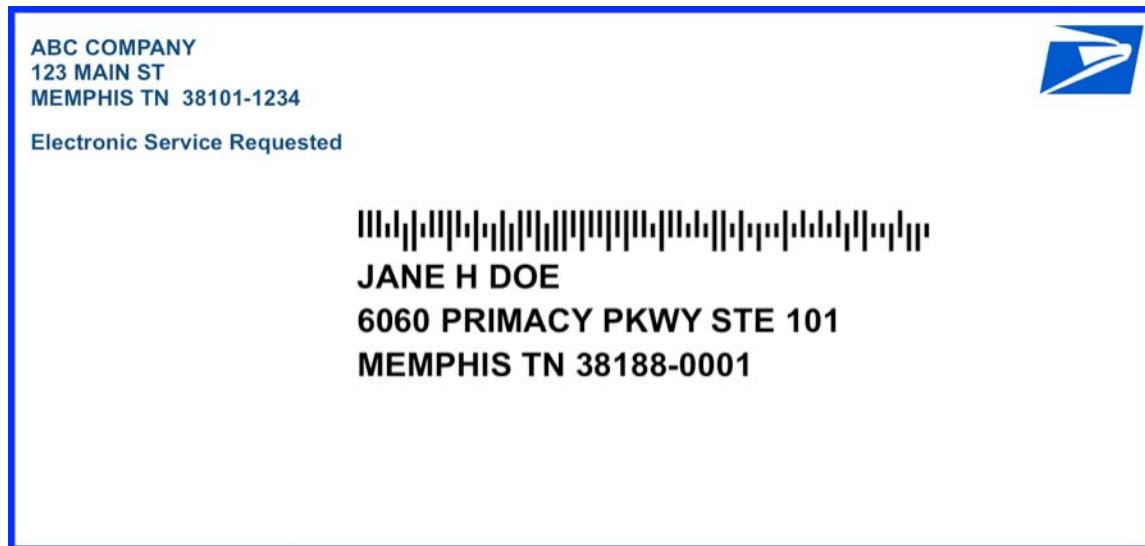 ABC COMPANY
123 MAIN ST
MEMPHIS TN  38101-1234
Electronic Service Requested
JANE H DOE
6060 PRIMACY PKWY STE 101
MEMPHIS TN 38188-0001